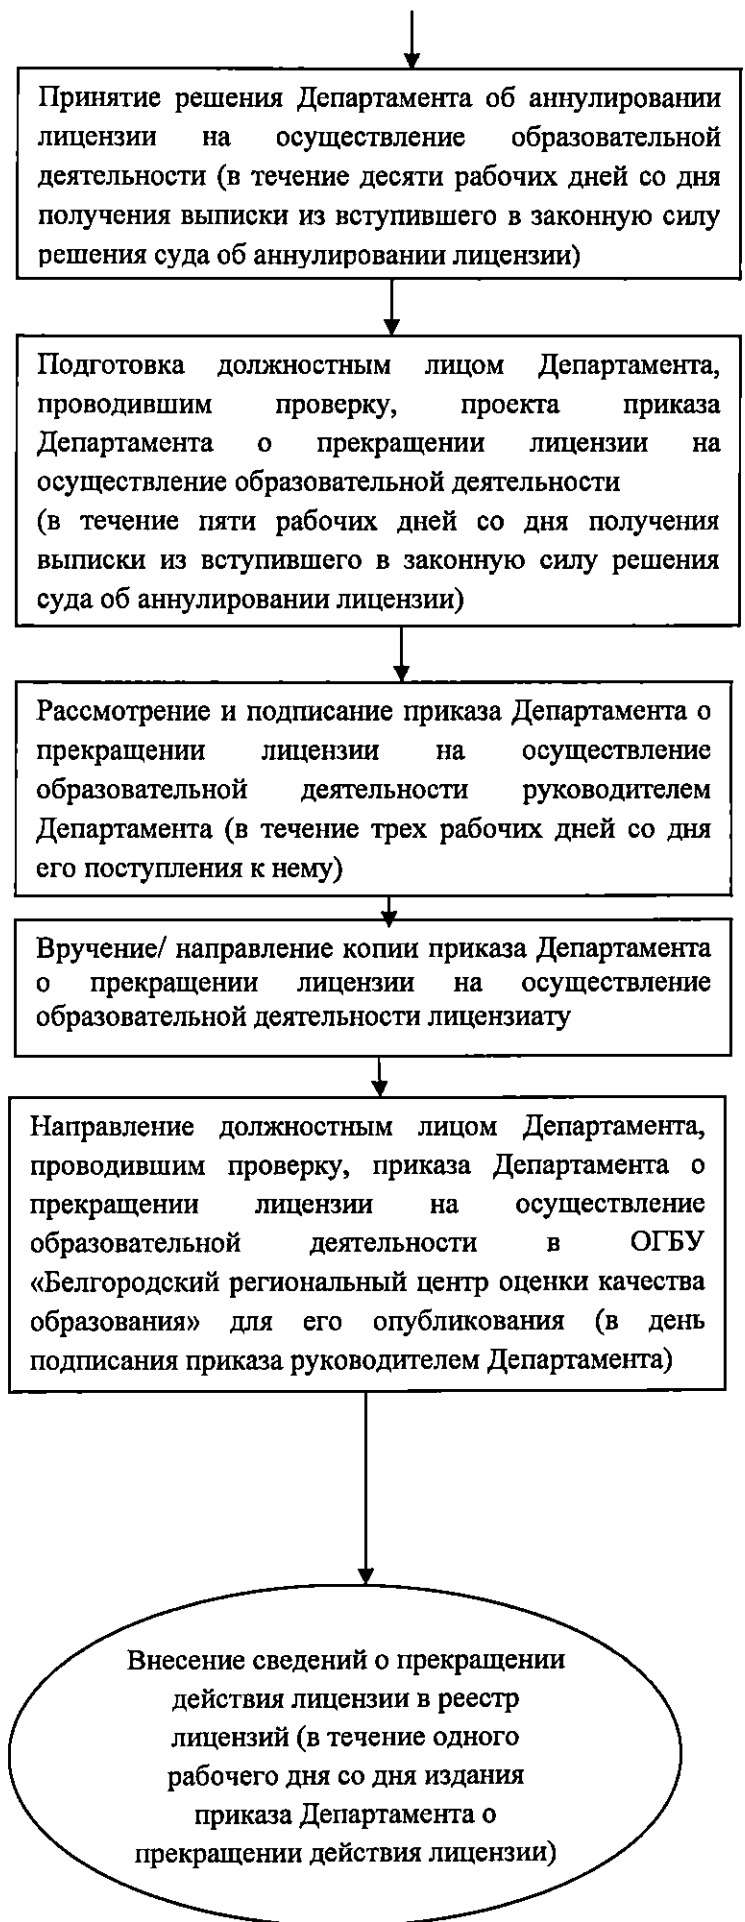 Принятие решения Департамента об аннулировании
лицензии на осуществление образовательной
деятельности (в течение десяти рабочих дней со дня
получения выписки из вступившего в законную силу
решения суда об аннулировании лицензии)
Подготовка должностным лицом Департамента,
проводившим проверку, проекта приказа
Департамента о прекращении лицензии на
осуществление образовательной деятельности
(в течение пяти рабочих дней со дня получения
выписки из вступившего в законную силу решения
суда об аннулировании лицензии)
Рассмотрение и подписание приказа Департамента о
прекращении лицензии на осуществление
образовательной деятельности руководителем
Департамента (в течение трех рабочих дней со дня
его поступления к нему)
Вручение/ направление копии приказа Департамента
о прекращении лицензии на осуществление
образовательной деятельности лицензиату
Направление должностным лицом Департамента,
проводившим проверку, приказа Департамента о
прекращении лицензии на осуществление
образовательной деятельности в ОГБУ
«Белгородский региональный центр оценки качества
образования» для его опубликования (в день
подписания приказа руководителем Департамента)
Внесение сведений о прекращении
действия лицензии в реестр
лицензий (в течение одного
рабочего дня со дня издания
приказа Департамента о
прекращении действия лицензии)